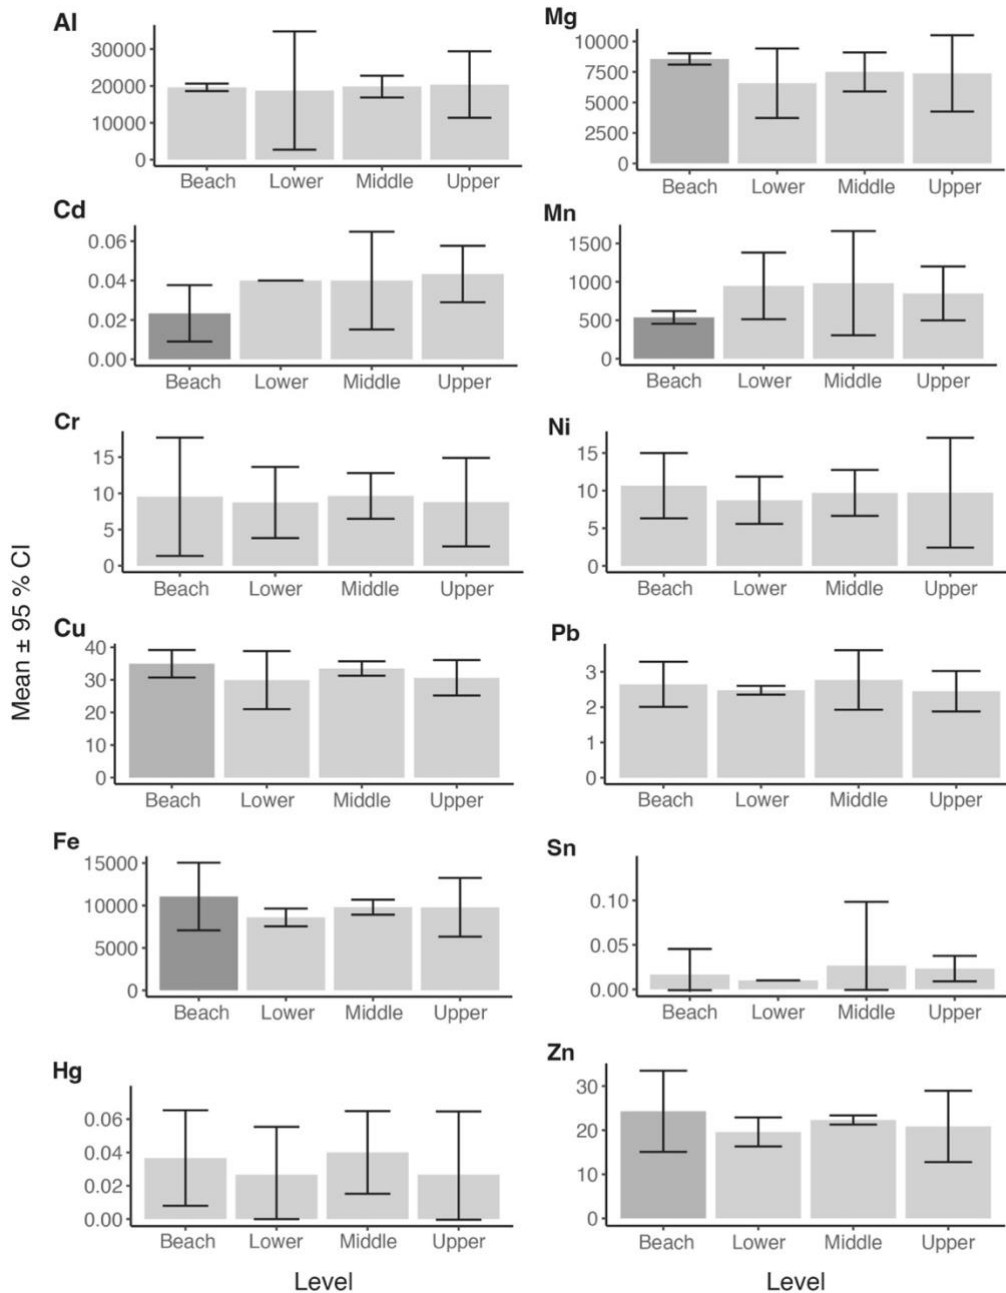 Al
30000
20000
10000
0
Beach Lower Middle Upper
Mg
10000
7500
5000
2500
0
Beach Lower Middle Upper
Cd
0.06
0.04
0.02
0.00
Beach Lower Middle Upper
Mn
1500
1000
500
0
Beach Lower Middle Upper
Cr
15
10
5
0
Beach Lower Middle Upper
Ni
15
10
5
0
Beach Lower Middle Upper
Mean ± 95 % CI
Cu
40
30
20
10
0
Beach Lower Middle Upper
Pb
3
2
1
0
Beach Lower Middle Upper
Fe
15000
10000
5000
0
Beach Lower Middle Upper
Sn
0.10
0.05
0.00
Beach Lower Middle Upper
Hg
0.06
0.04
0.02
0.00
Beach Lower Middle Upper
Zn
30
20
10
0
Beach Lower Middle Upper
Level
Level